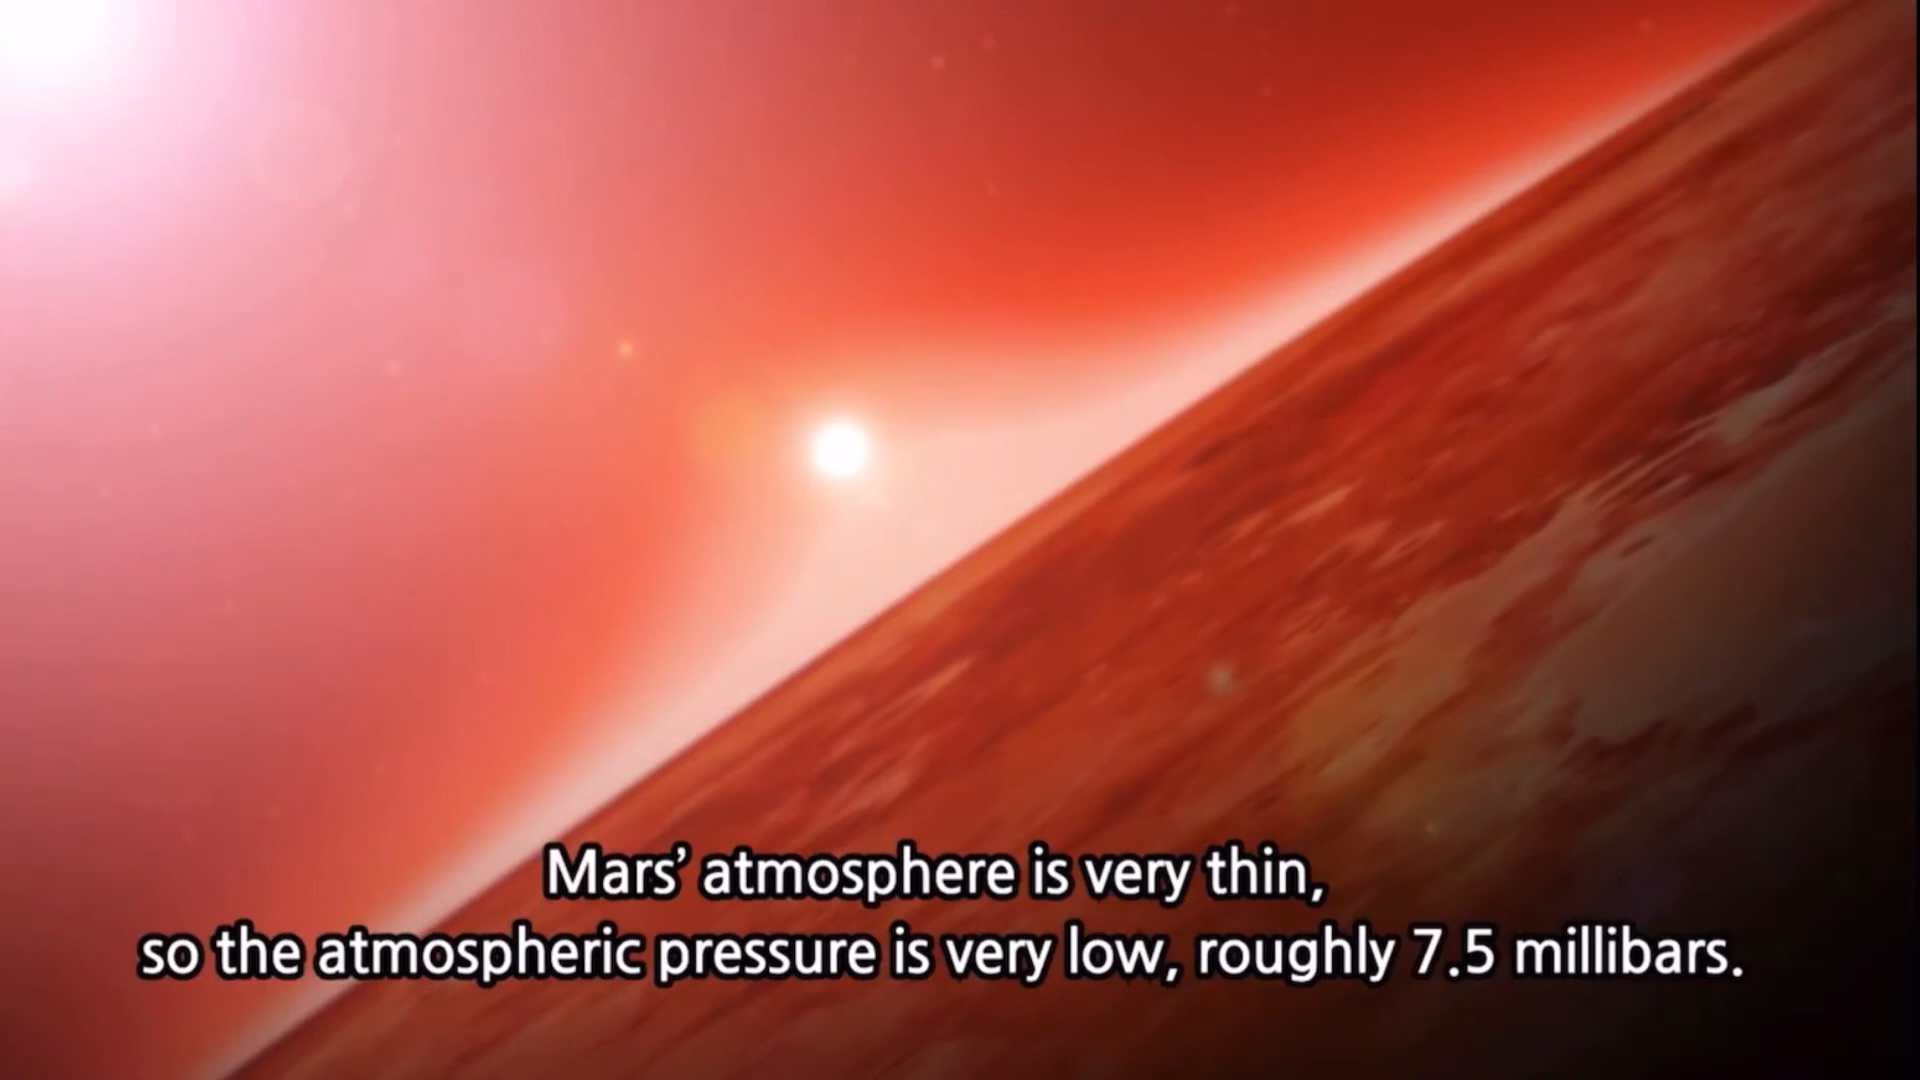 Mars’ atmosphere is very thin,
so the atmospheric pressure is very low, roughly 7.5 millibars.